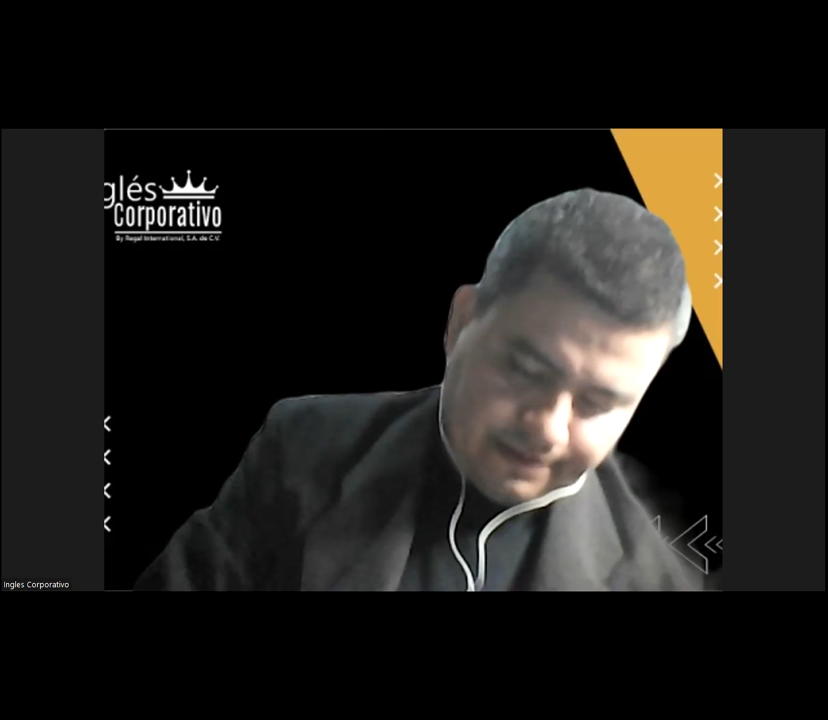 glés
Corporativo
By Regal International, S.A. de C.V.
Ingles Corporativo